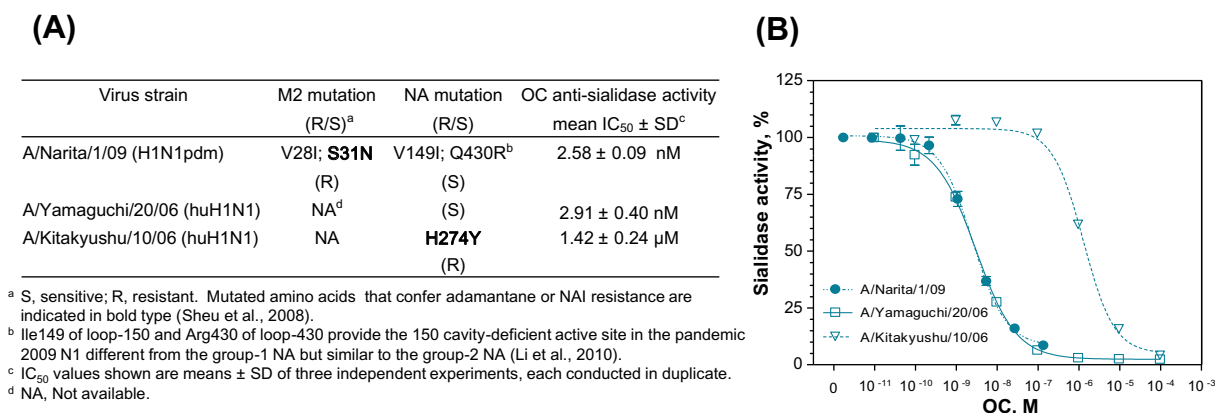 (A)
Virus strain M2 mutation NA mutation OC anti-sialidase activity
(R/S)a (R/S) mean IC50 ± SDc
A/Narita/1/09 (H1N1pdm) V28I; S31N V149I; Q430Rb 2.58 ± 0.09 nM
(R) (S)
A/Yamaguchi/20/06 (huH1N1) NAd (S) 2.91 ± 0.40 nM
A/Kitakyushu/10/06 (huH1N1) NA H274Y 1.42 ± 0.24 µM
(R)
a S, sensitive; R, resistant. Mutated amino acids that confer adamantane or NAI resistance are
indicated in bold type (Sheu et al., 2008).
b Ile149 of loop-150 and Arg430 of loop-430 provide the 150 cavity-deficient active site in the pandemic
2009 N1 different from the group-1 NA but similar to the group-2 NA (Li et al., 2010).
c IC50 values shown are means ± SD of three independent experiments, each conducted in duplicate.
d NA, Not available.
(B)
Sialidase activity, %
125
100
75
50
25
0
A/Narita/1/09
A/Yamaguchi/20/06
A/Kitakyushu/10/06
0 10-11 10-10 10-9 10-8 10-7 10-6 10-5 10-4 10-3
OC, M